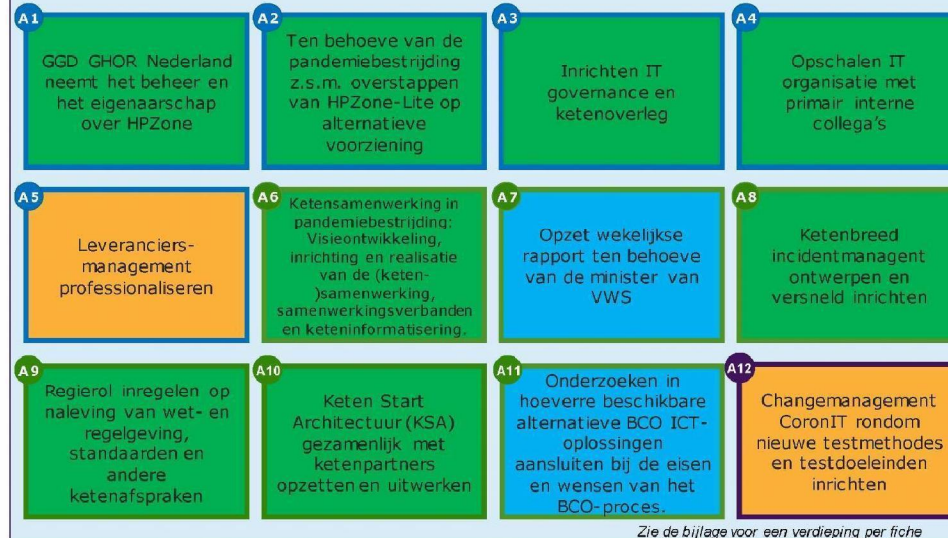 A1
GGD GHOR Nederland
neemt het beheer en
het eigenaarschap
over HPZone
A2
Ten behoeve van de
pandemiebestrijding
z.s.m. overstappen
van HPZone-Lite op
alternatieve
voorziening
A3
Inrichten IT
governance en
ketenoverleg
A4
Opschalen IT
organisatie met
primair interne
collega's
A5
Leveranciers-
management
professionaliseren
A6
Ketensamenwerking in
pandemiebestrijding:
Visieontwikkeling,
inrichting en realisatie
van de (keten-
)samenwerking,
samenwerkingsverbanden
en keteninformatisering.
A7
Opzet wekelijkse
rapport ten behoeve
van de minister van
VWS
A8
Ketenbreed
incidentmanagent
ontwerpen en
versneld inrichten
A9
Regierol inregelen op
naleving van wet- en
regelgeving,
standaarden en
andere
ketenafspraken
A10
Keten Start
Architectuur (KSA)
gezamenlijk met
ketenpartners
opzetten en uitwerken
A11
Onderzoeken in
hoeverre beschikbare
alternatieve BCO ICT-
oplossingen
aansluiten bij de eisen
en wensen van het
BCO-proces.
A12
Changemanagement
CoronIT rondom
nieuwe testmethodes
en testdoeleinden
inrichten
Zie de bijlage voor een verdieping per fiche